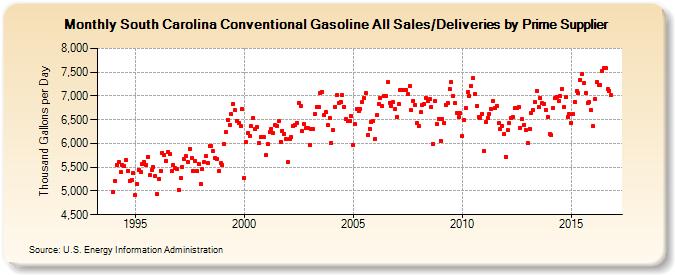 Monthly South Carolina Conventional Gasoline All Sales/Deliveries by Prime Supplier
Thousand Gallons per Day
8,000
7,500
7,000
6,500
6,000
5,500
5,000
4,500
1995 2000 2005 2010 2015
Source: U.S. Energy Information Administration